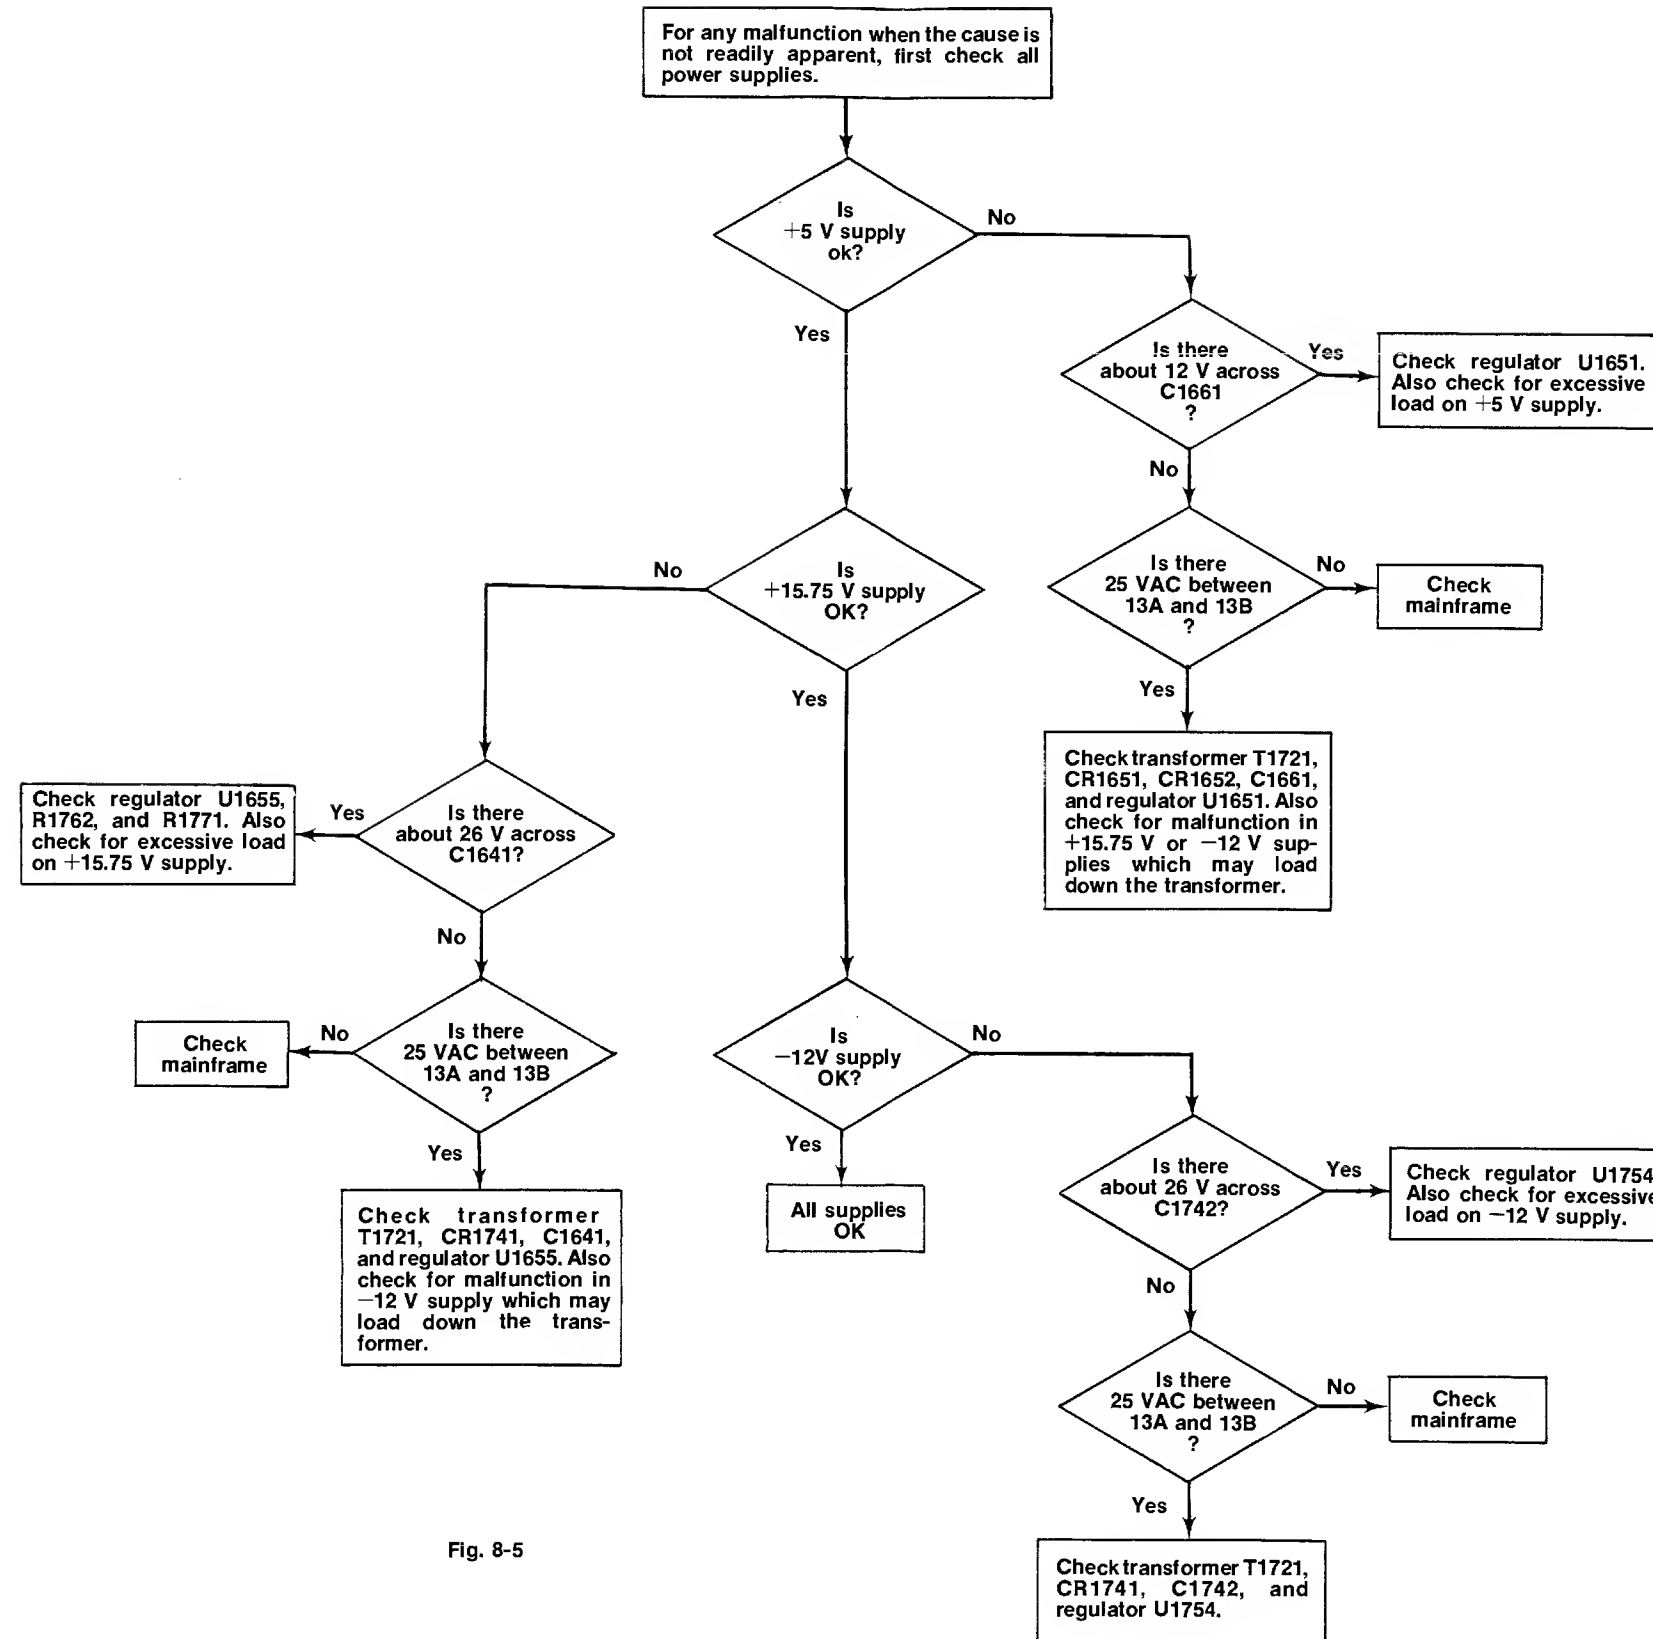 For any malfunction when the cause is
not readily apparent, first check all
power supplies.
Is
+5 V supply
ok?
No
Yes
Is there
about 12 V across
C1661
?
Yes
Check regulator U1651.
Also check for excessive
load on +5 V supply.
No
Is there
25 VAC between
13A and 13B
?
No
Check
mainframe
Yes
Check transformer T1721,
CR1651, CR1652, C1661,
and regulator U1651. Also
check for malfunction in
+15.75 V or −12 V sup-
plies which may load
down the transformer.
Is
+15.75 V supply
OK?
No
Yes
Is there
about 26 V across
C1641?
Yes
Check regulator U1655,
R1762, and R1771. Also
check for excessive load
on +15.75 V supply.
No
Is there
25 VAC between
13A and 13B
?
No
Check
mainframe
Yes
Check transformer
T1721, CR1741, C1641,
and regulator U1655. Also
check for malfunction in
−12 V supply which may
load down the trans-
former.
Is
−12V supply
OK?
No
Yes
All supplies
OK
Is there
about 26 V across
C1742?
Yes
Check regulator U1754
Also check for excessive
load on −12 V supply.
No
Is there
25 VAC between
13A and 13B
?
No
Check
mainframe
Yes
Check transformer T1721,
CR1741, C1742, and
regulator U1754.
Fig. 8-5